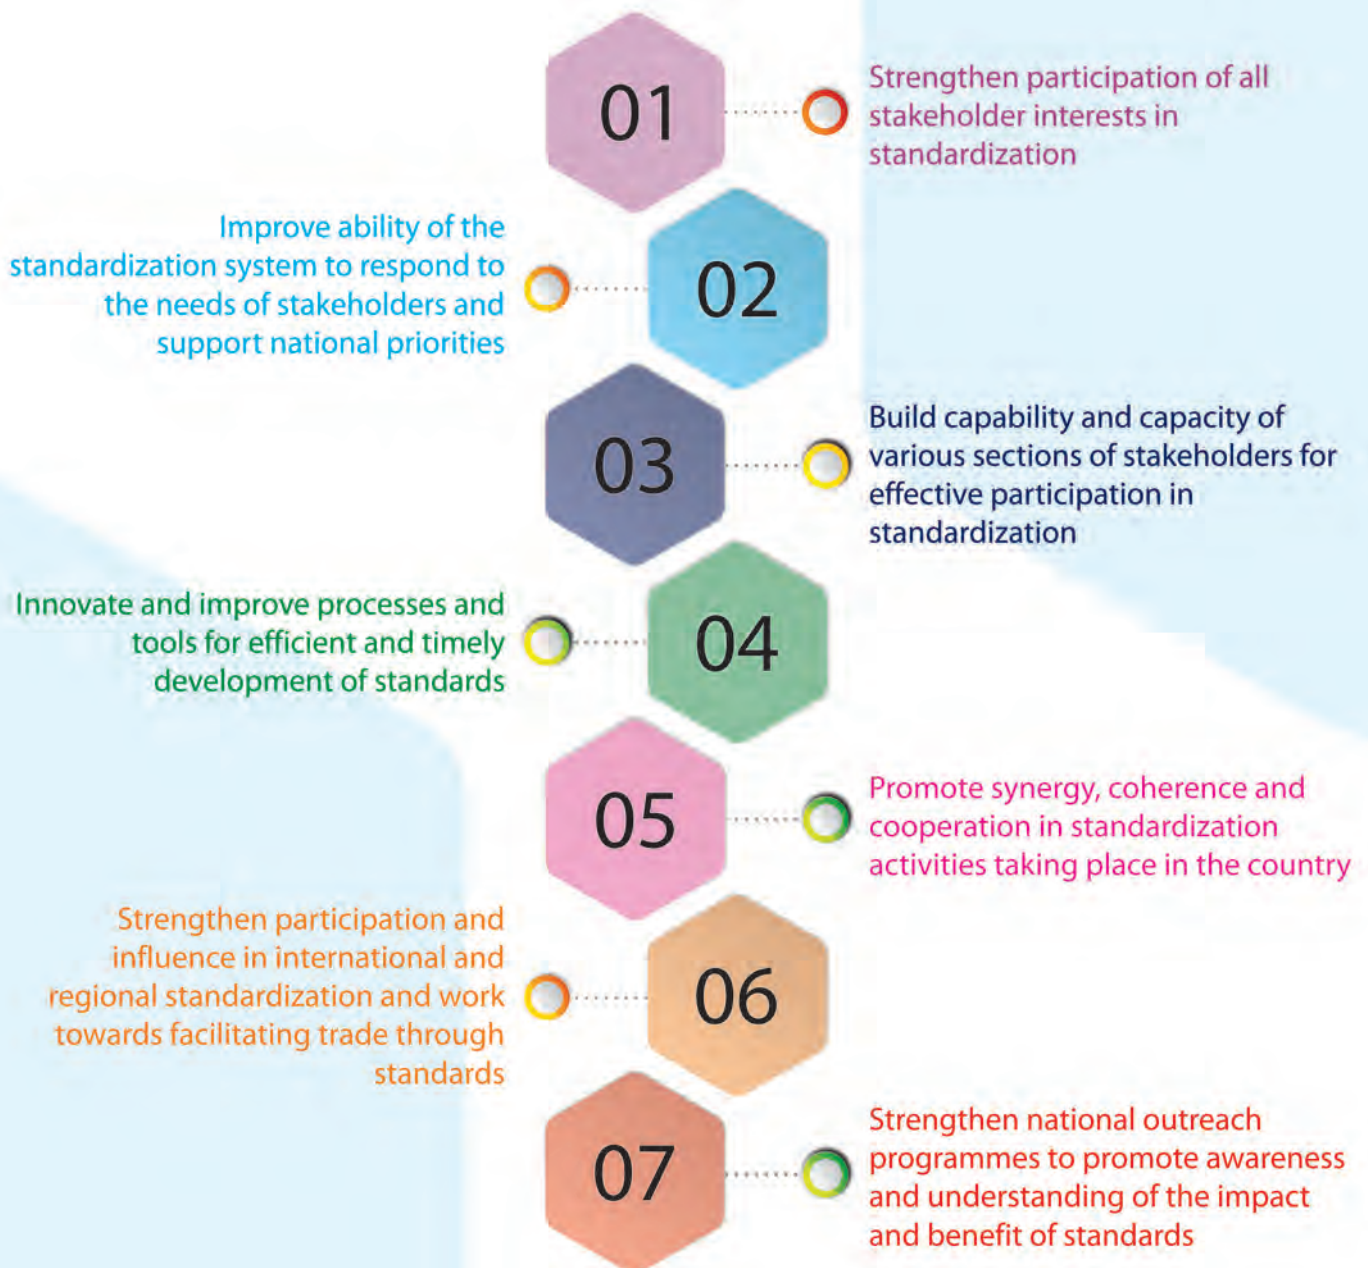 01
Strengthen participation of all
stakeholder interests in
standardization
Improve ability of the
standardization system to respond to
the needs of stakeholders and
support national priorities
02
03
Build capability and capacity of
various sections of stakeholders for
effective participation in
standardization
Innovate and improve processes and
tools for efficient and timely
development of standards
04
05
Promote synergy, coherence and
cooperation in standardization
activities taking place in the country
Strengthen participation and
influence in international and
regional standardization and work
towards facilitating trade through
standards
06
07
Strengthen national outreach
programmes to promote awareness
and understanding of the impact
and benefit of standards